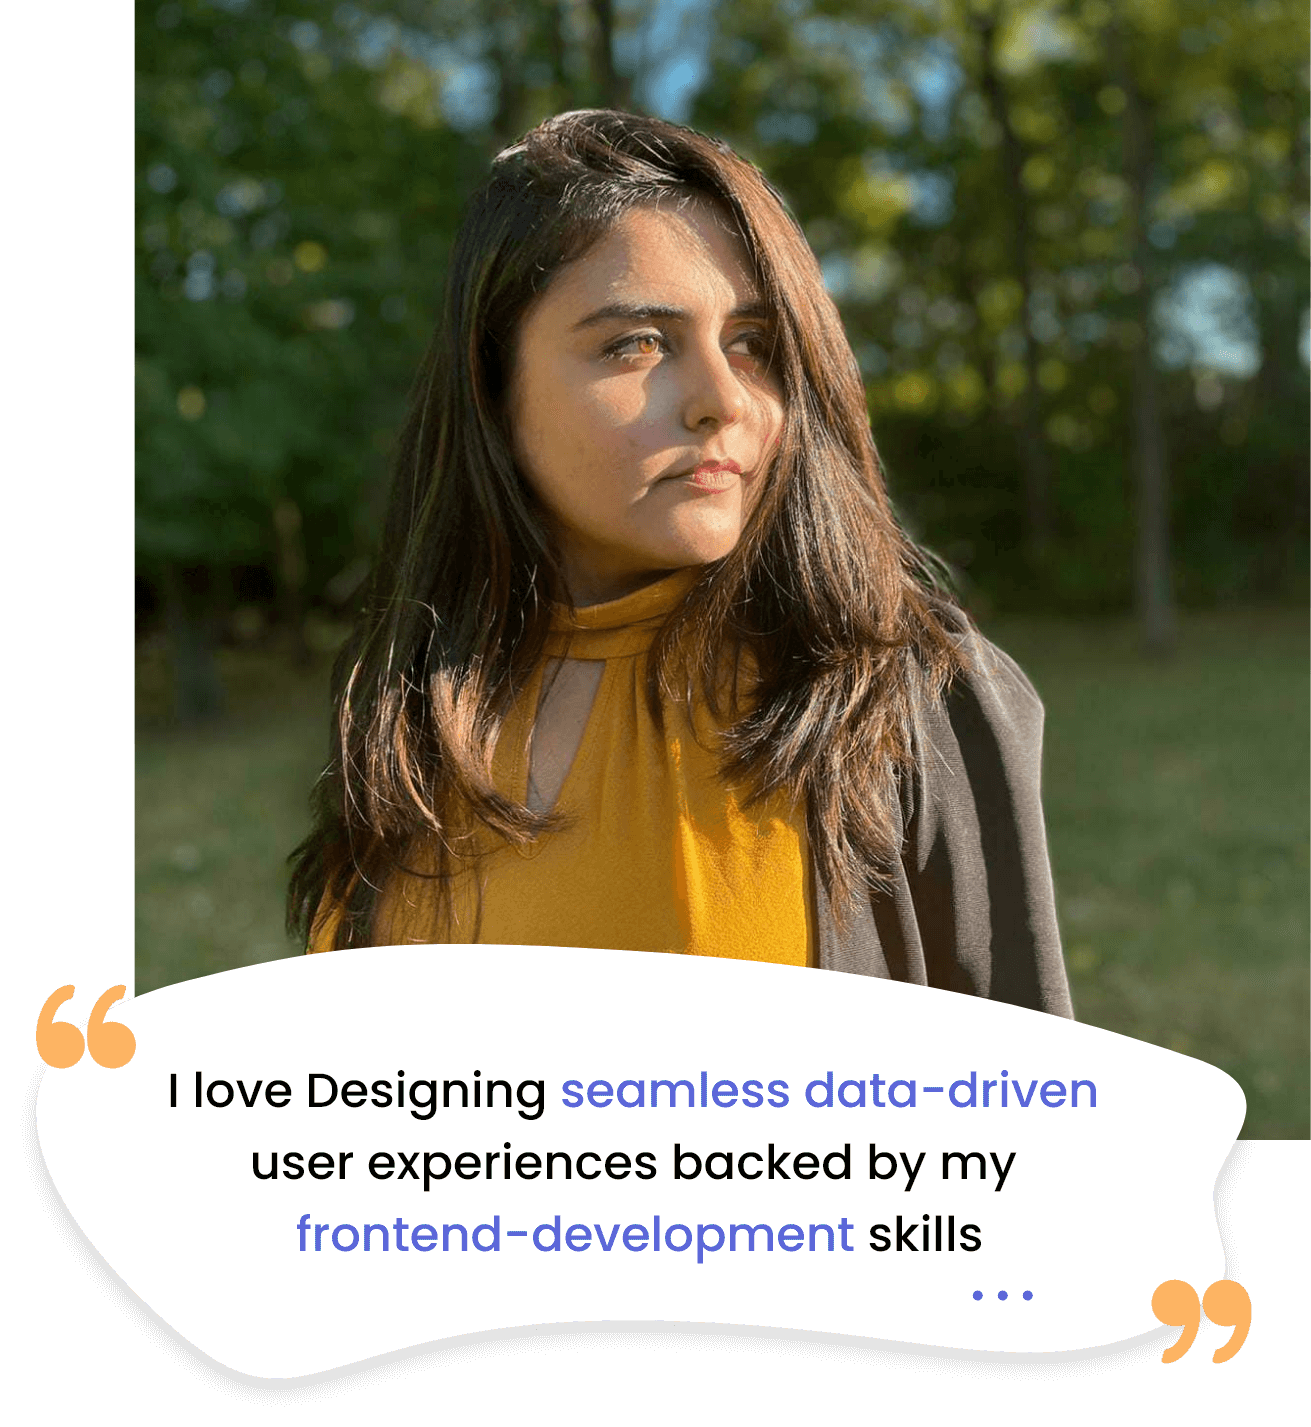 “
I love Designing seamless data-driven
user experiences backed by my
frontend-development skills
...
”